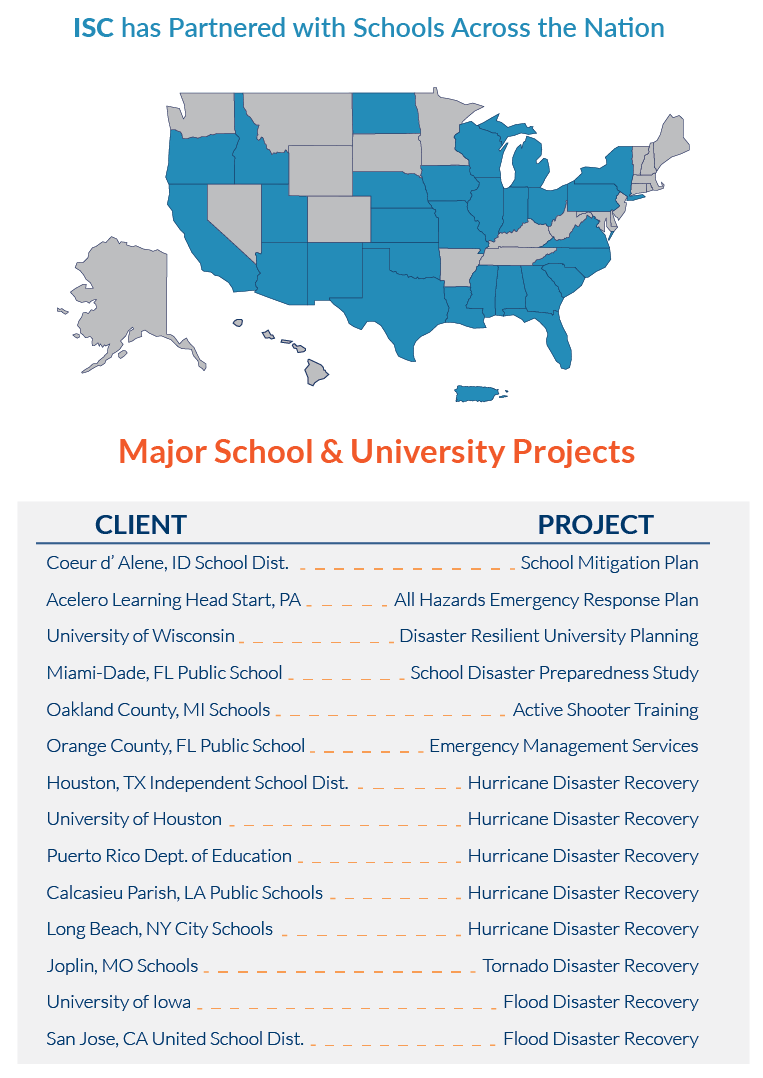 ISC has Partnered with Schools Across the Nation
Major School & University Projects
CLIENT PROJECT
Coeur d’ Alene, ID School Dist. School Mitigation Plan
Acelero Learning Head Start, PA All Hazards Emergency Response Plan
University of Wisconsin Disaster Resilient University Planning
Miami-Dade, FL Public School School Disaster Preparedness Study
Oakland County, MI Schools Active Shooter Training
Orange County, FL Public School Emergency Management Services
Houston, TX Independent School Dist. Hurricane Disaster Recovery
University of Houston Hurricane Disaster Recovery
Puerto Rico Dept. of Education Hurricane Disaster Recovery
Calcasieu Parish, LA Public Schools Hurricane Disaster Recovery
Long Beach, NY City Schools Hurricane Disaster Recovery
Joplin, MO Schools Tornado Disaster Recovery
University of Iowa Flood Disaster Recovery
San Jose, CA United School Dist. Flood Disaster Recovery